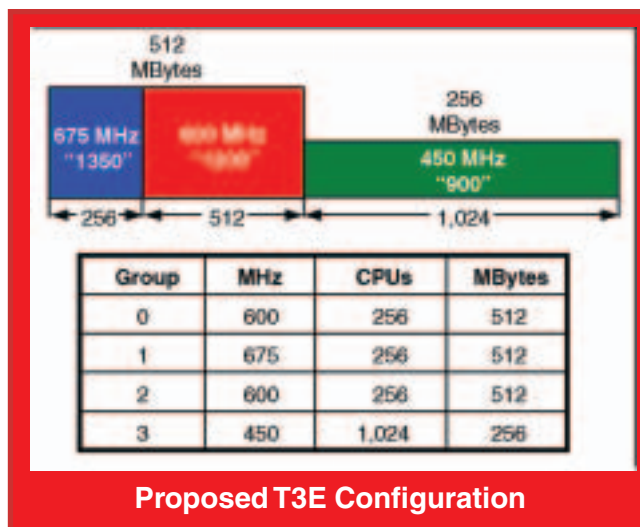 512
MBytes
256
MBytes
675 MHz
"1350"
450 MHz
"900"
256
512
1,024
Group MHz CPUs MBytes
0 600 256 512
1 675 256 512
2 600 256 512
3 450 1,024 256
Proposed T3E Configuration